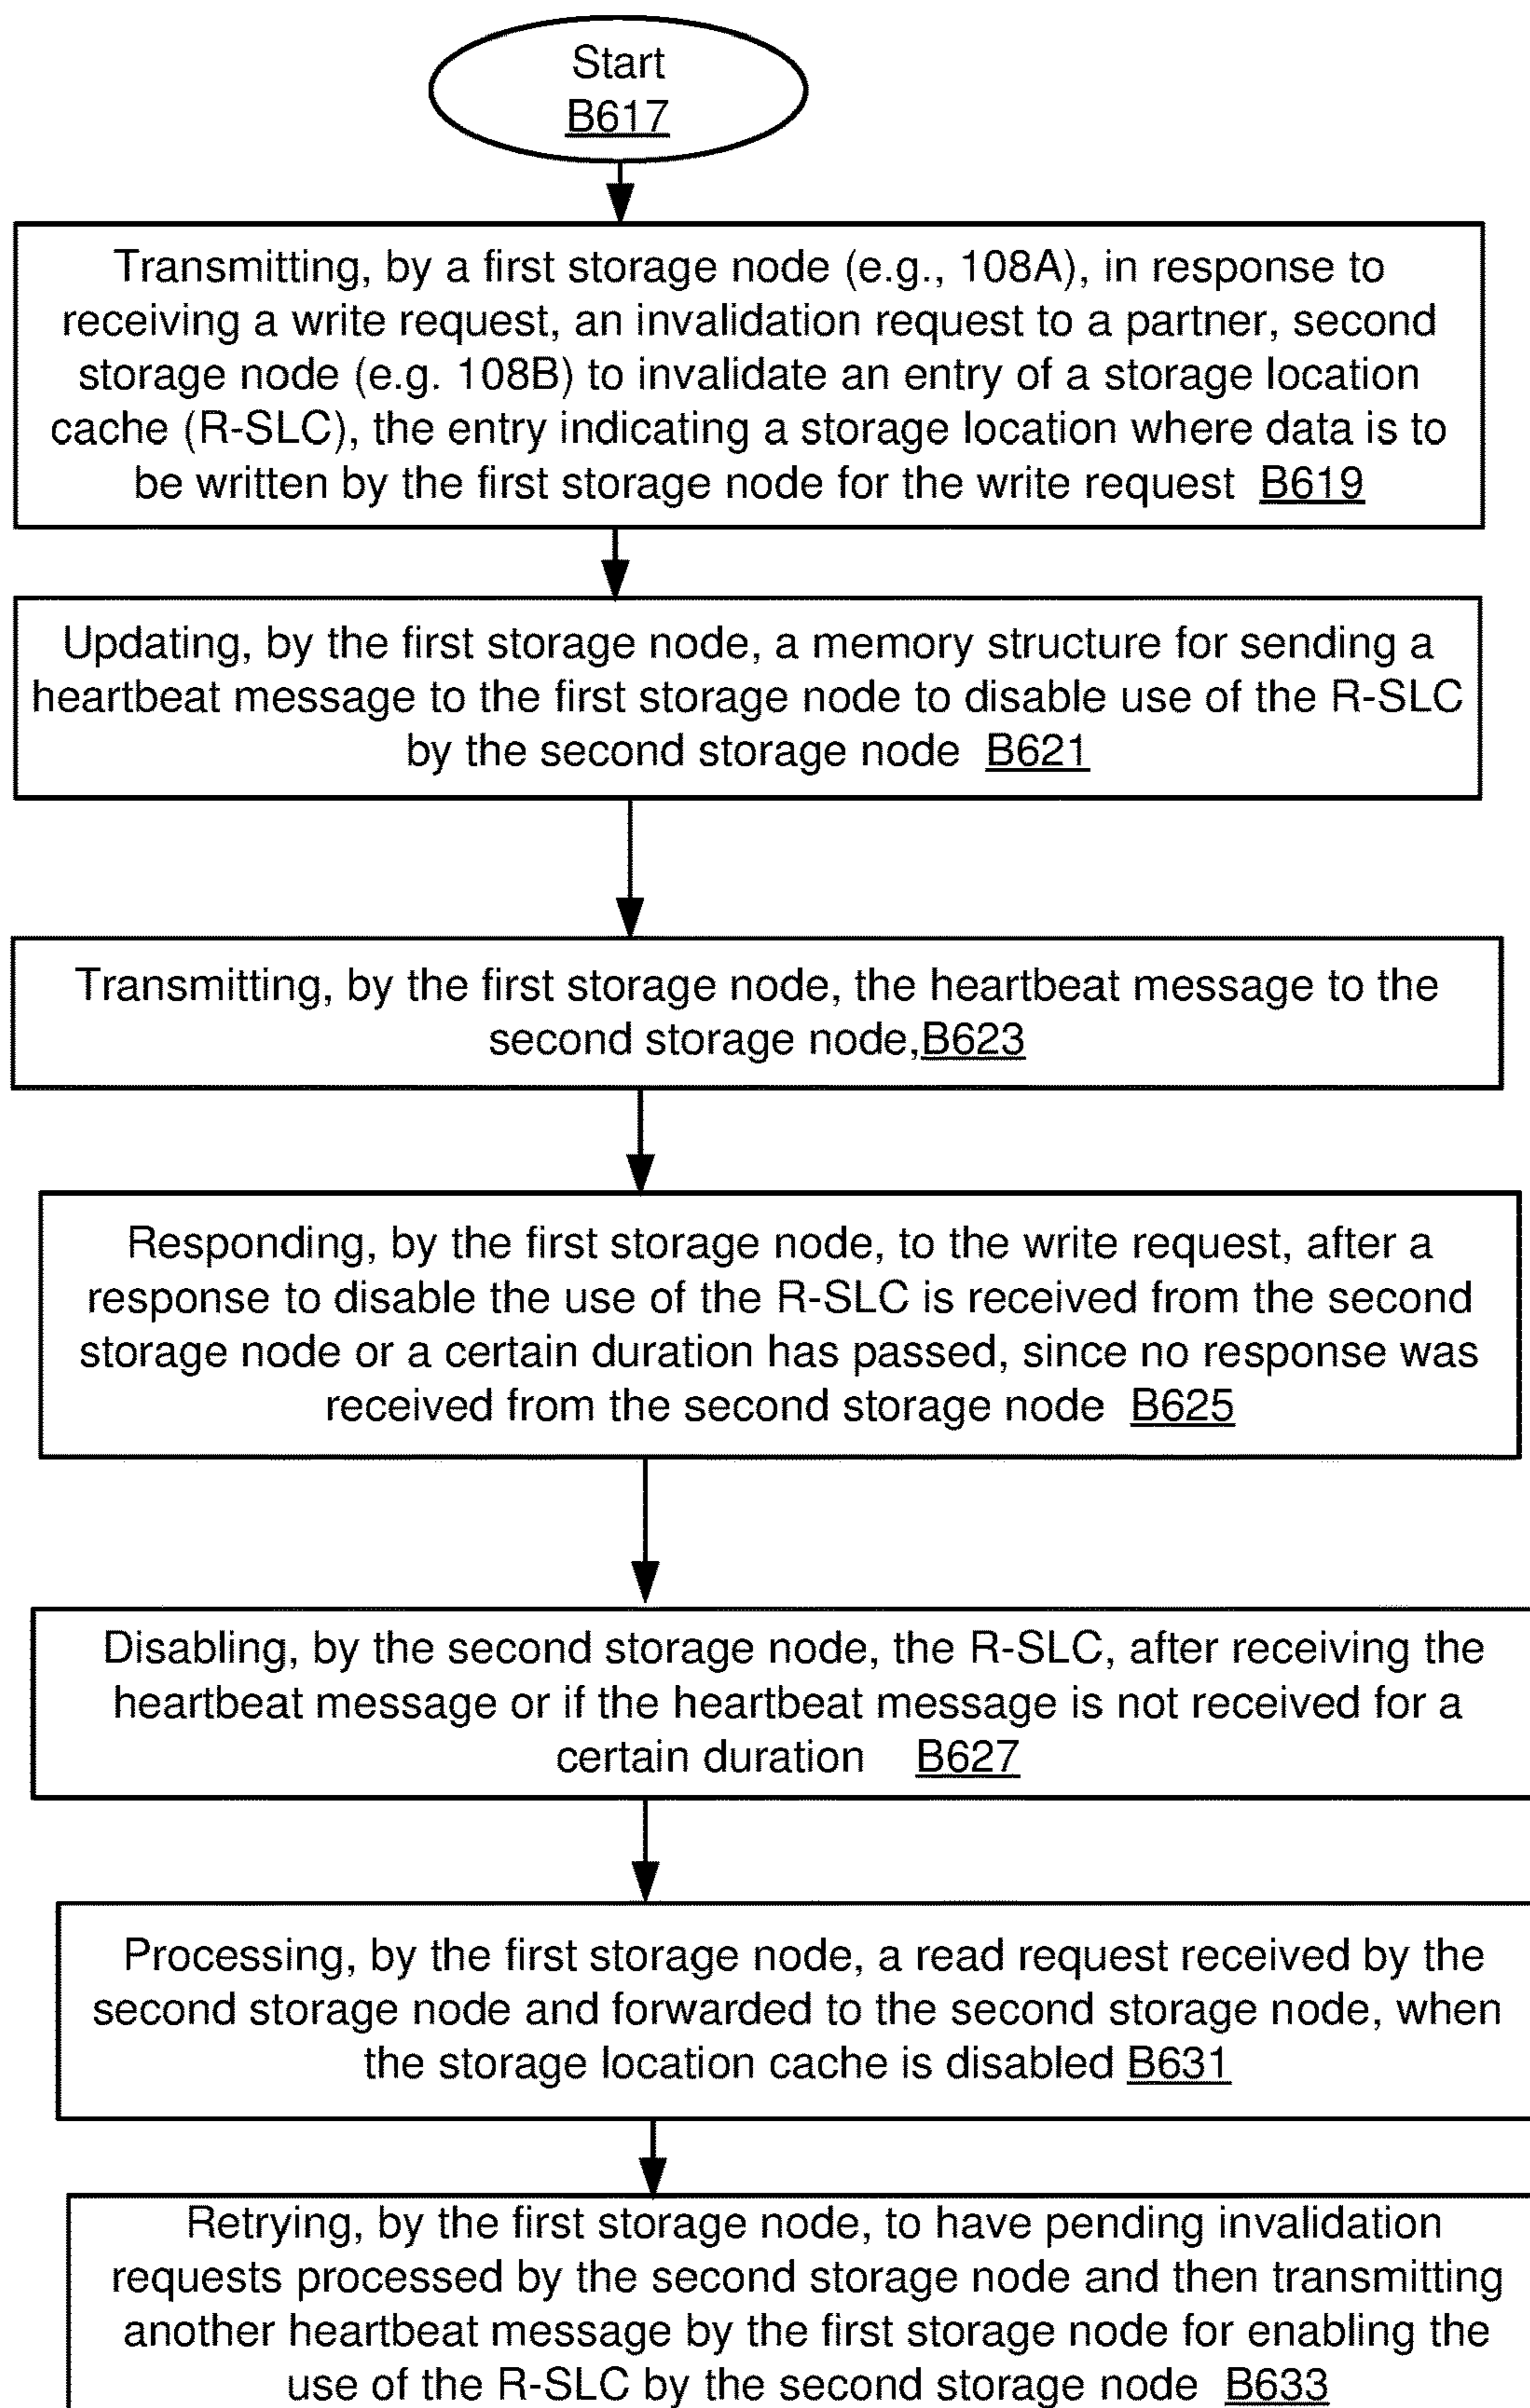 Start
B617
Transmitting, by a first storage node (e.g., 108A), in response to
receiving a write request, an invalidation request to a partner, second
storage node (e.g. 108B) to invalidate an entry of a storage location
cache (R-SLC), the entry indicating a storage location where data is to
be written by the first storage node for the write request B619
Updating, by the first storage node, a memory structure for sending a
heartbeat message to the first storage node to disable use of the R-SLC
by the second storage node B621
Transmitting, by the first storage node, the heartbeat message to the
second storage node,B623
Responding, by the first storage node, to the write request, after a
response to disable the use of the R-SLC is received from the second
storage node or a certain duration has passed, since no response was
received from the second storage node B625
Disabling, by the second storage node, the R-SLC, after receiving the
heartbeat message or if the heartbeat message is not received for a
certain duration B627
Processing, by the first storage node, a read request received by the
second storage node and forwarded to the second storage node, when
the storage location cache is disabled B631
Retrying, by the first storage node, to have pending invalidation
requests processed by the second storage node and then transmitting
another heartbeat message by the first storage node for enabling the
use of the R-SLC by the second storage node B633